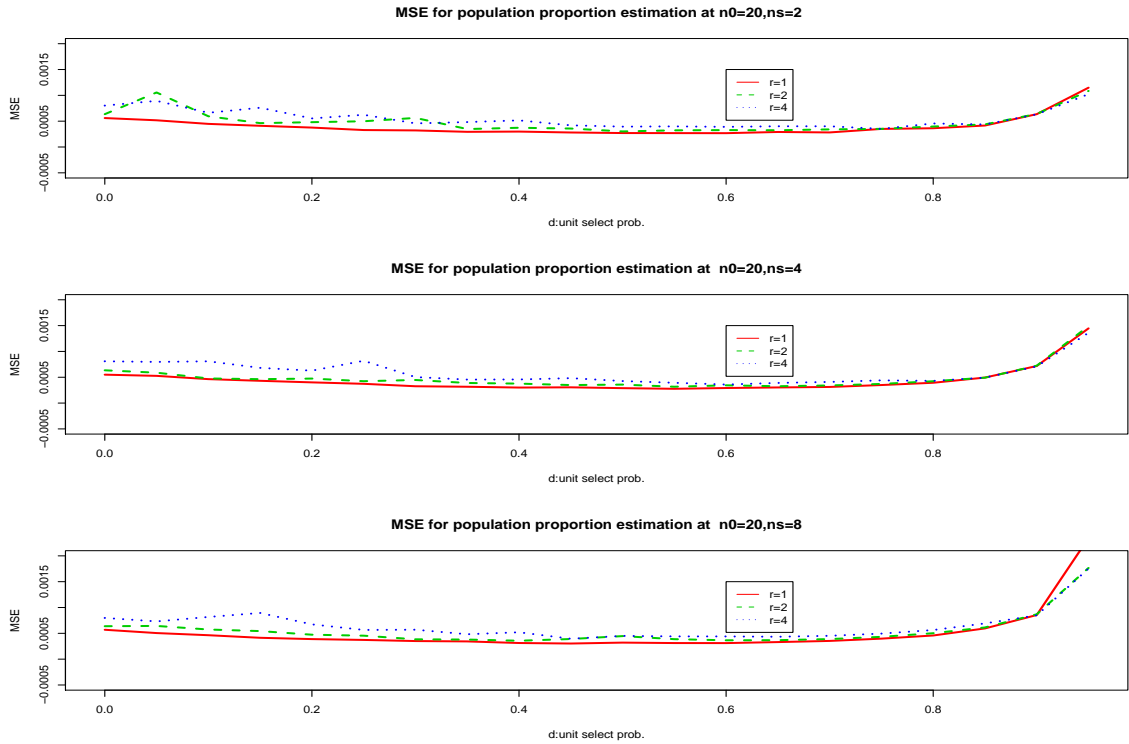 MSE for population proportion estimation at n0=20,ns=2
MSE
0.0015
0.0005
−0.0005
r=1
r=2
r=4
0.0
0.2
0.4
0.6
0.8
d:unit select prob.
MSE for population proportion estimation at  n0=20,ns=4
MSE
0.0015
0.0005
−0.0005
r=1
r=2
r=4
0.0
0.2
0.4
0.6
0.8
d:unit select prob.
MSE for population proportion estimation at  n0=20,ns=8
MSE
0.0015
0.0005
−0.0005
r=1
r=2
r=4
0.0
0.2
0.4
0.6
0.8
d:unit select prob.